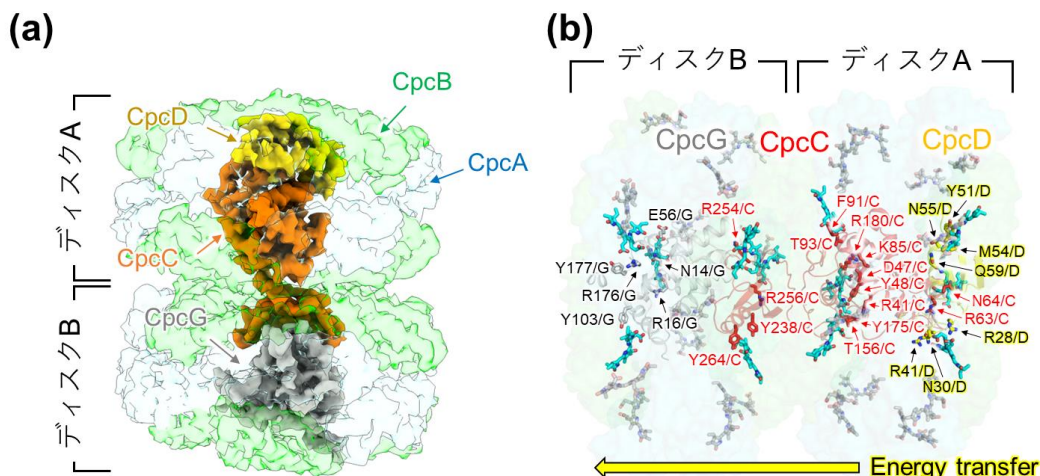 (a)
ディスクA
ディスクB
CpcD
CpcB
CpcA
CpcC
CpcG
(b)
ディスクB
ディスクA
CpcG
CpcC
CpcD
E56/G
R254/C
F91/C
R180/C
N55/D
Y51/D
T93/C
K85/C
M54/D
Y177/G
N14/G
D47/C
Q59/D
R176/G
Y48/C
R256/C
R41/C
N64/C
Y103/G
R16/G
Y238/C
Y175/C
R63/C
Y264/C
T156/C
R28/D
R41/D
N30/D
Energy transfer